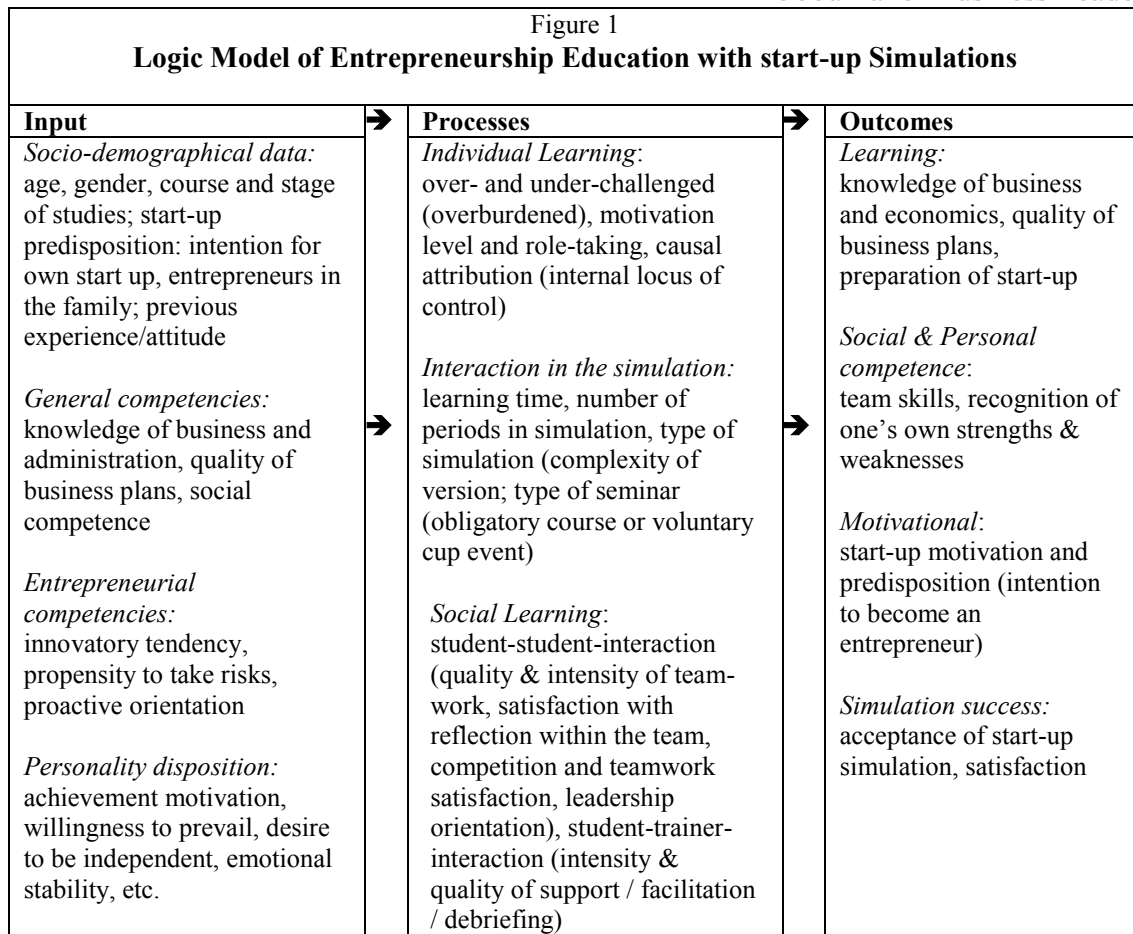 Figure 1
Logic Model of Entrepreneurship Education with start-up Simulations
Input
➔
Processes
➔
Outcomes
Socio-demographical data:
age, gender, course and stage
of studies; start-up
predisposition: intention for
own start up, entrepreneurs in
the family; previous
experience/attitude
General competencies:
knowledge of business and
administration, quality of
business plans, social
competence
Entrepreneurial
competencies:
innovatory tendency,
propensity to take risks,
proactive orientation
Personality disposition:
achievement motivation,
willingness to prevail, desire
to be independent, emotional
stability, etc.
➔
Individual Learning:
over- and under-challenged
(overburdened), motivation
level and role-taking, causal
attribution (internal locus of
control)
Interaction in the simulation:
learning time, number of
periods in simulation, type of
simulation (complexity of
version; type of seminar
(obligatory course or voluntary
cup event)
Social Learning:
student-student-interaction
(quality & intensity of team-
work, satisfaction with
reflection within the team,
competition and teamwork
satisfaction, leadership
orientation), student-trainer-
interaction (intensity &
quality of support / facilitation
/ debriefing)
➔
Learning:
knowledge of business
and economics, quality of
business plans,
preparation of start-up
Social & Personal
competence:
team skills, recognition of
one's own strengths &
weaknesses
Motivational:
start-up motivation and
predisposition (intention
to become an
entrepreneur)
Simulation success:
acceptance of start-up
simulation, satisfaction